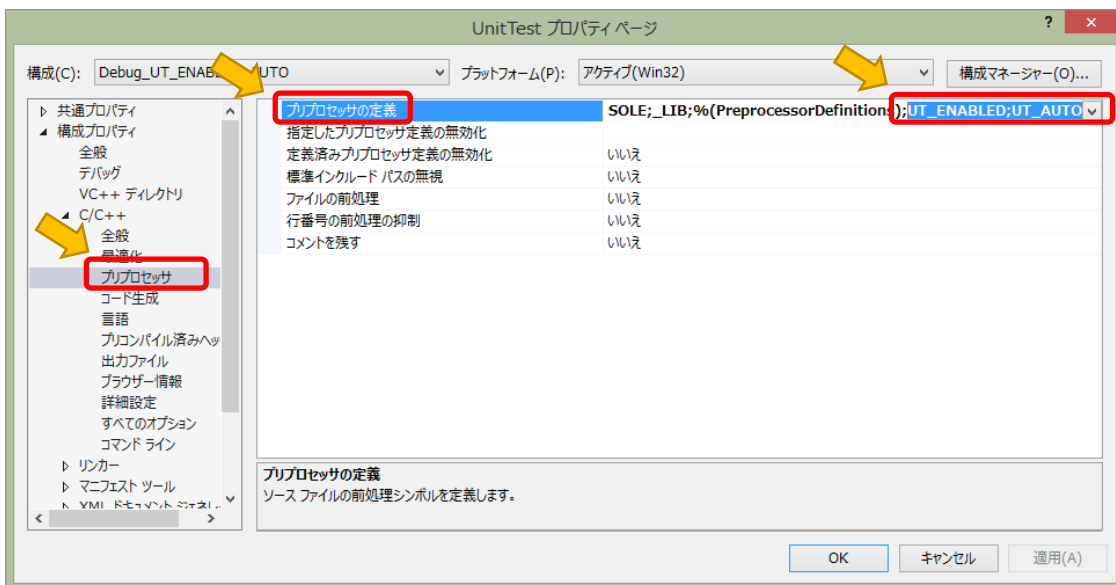 UnitTest プロパティ ページ
?
×
構成(C):
Debug_UT_ENAB
UTO
プラットフォーム(P):
アクティブ(Win32)
構成マネージャー(O)...
共通プロパティ
構成プロパティ
全般
デバッグ
VC++ ディレクトリ
C/C++
全般
最適化
プリプロセッサ
コード生成
言語
プリコンパイル済みヘッ
出力ファイル
ブラウザー情報
詳細設定
すべてのオプション
コマンド ライン
リンカー
マニフェスト ツール
XML ドキュメント ジェネレ
プリプロセッサの定義
SOLE;_LIB;%(PreprocessorDefinitions);UT_ENABLED;UT_AUTO
指定したプリプロセッサ定義の無効化
定義済みプリプロセッサ定義の無効化
いいえ
標準インクルード パスの無視
いいえ
ファイルの前処理
いいえ
行番号の前処理の抑制
いいえ
コメントを残す
いいえ
プリプロセッサの定義
ソース ファイルの前処理シンボルを定義します。
OK
キャンセル
適用(A)